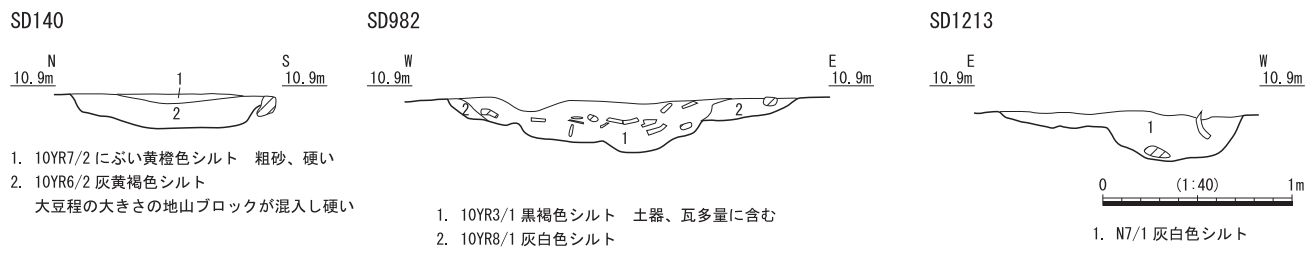 SD140
N
S
10.9m
10.9m
1
2
1. 10YR7/2 にぶい黄橙色シルト 粗砂、硬い
2. 10YR6/2 灰黄褐色シルト
大豆程の大きさの地山ブロックが混入し硬い
SD982
W
E
10.9m
10.9m
2
2
1
1. 10YR3/1 黒褐色シルト 土器、瓦多量に含む
2. 10YR8/1 灰白色シルト
SD1213
E
W
10.9m
10.9m
1
0 (1:40) 1m
1. N7/1 灰白色シルト